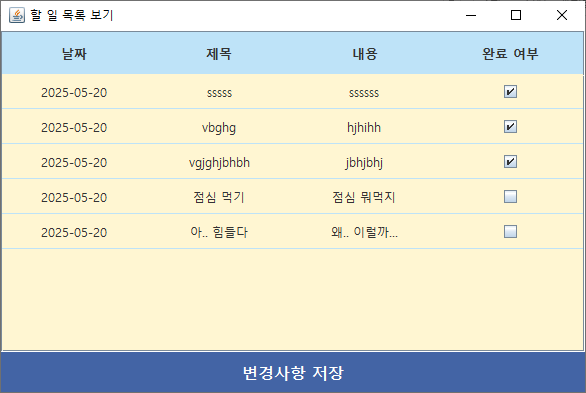 할 일 목록 보기
날짜 제목 내용 완료 여부
2025-05-20 sssss ssssss
2025-05-20 vbghg hjhihh
2025-05-20 vgjghjbhbh jbhjbhj
2025-05-20 점심 먹기 점심 뭐먹지
2025-05-20 아.. 힘들다 왜.. 이럴까...
변경사항 저장